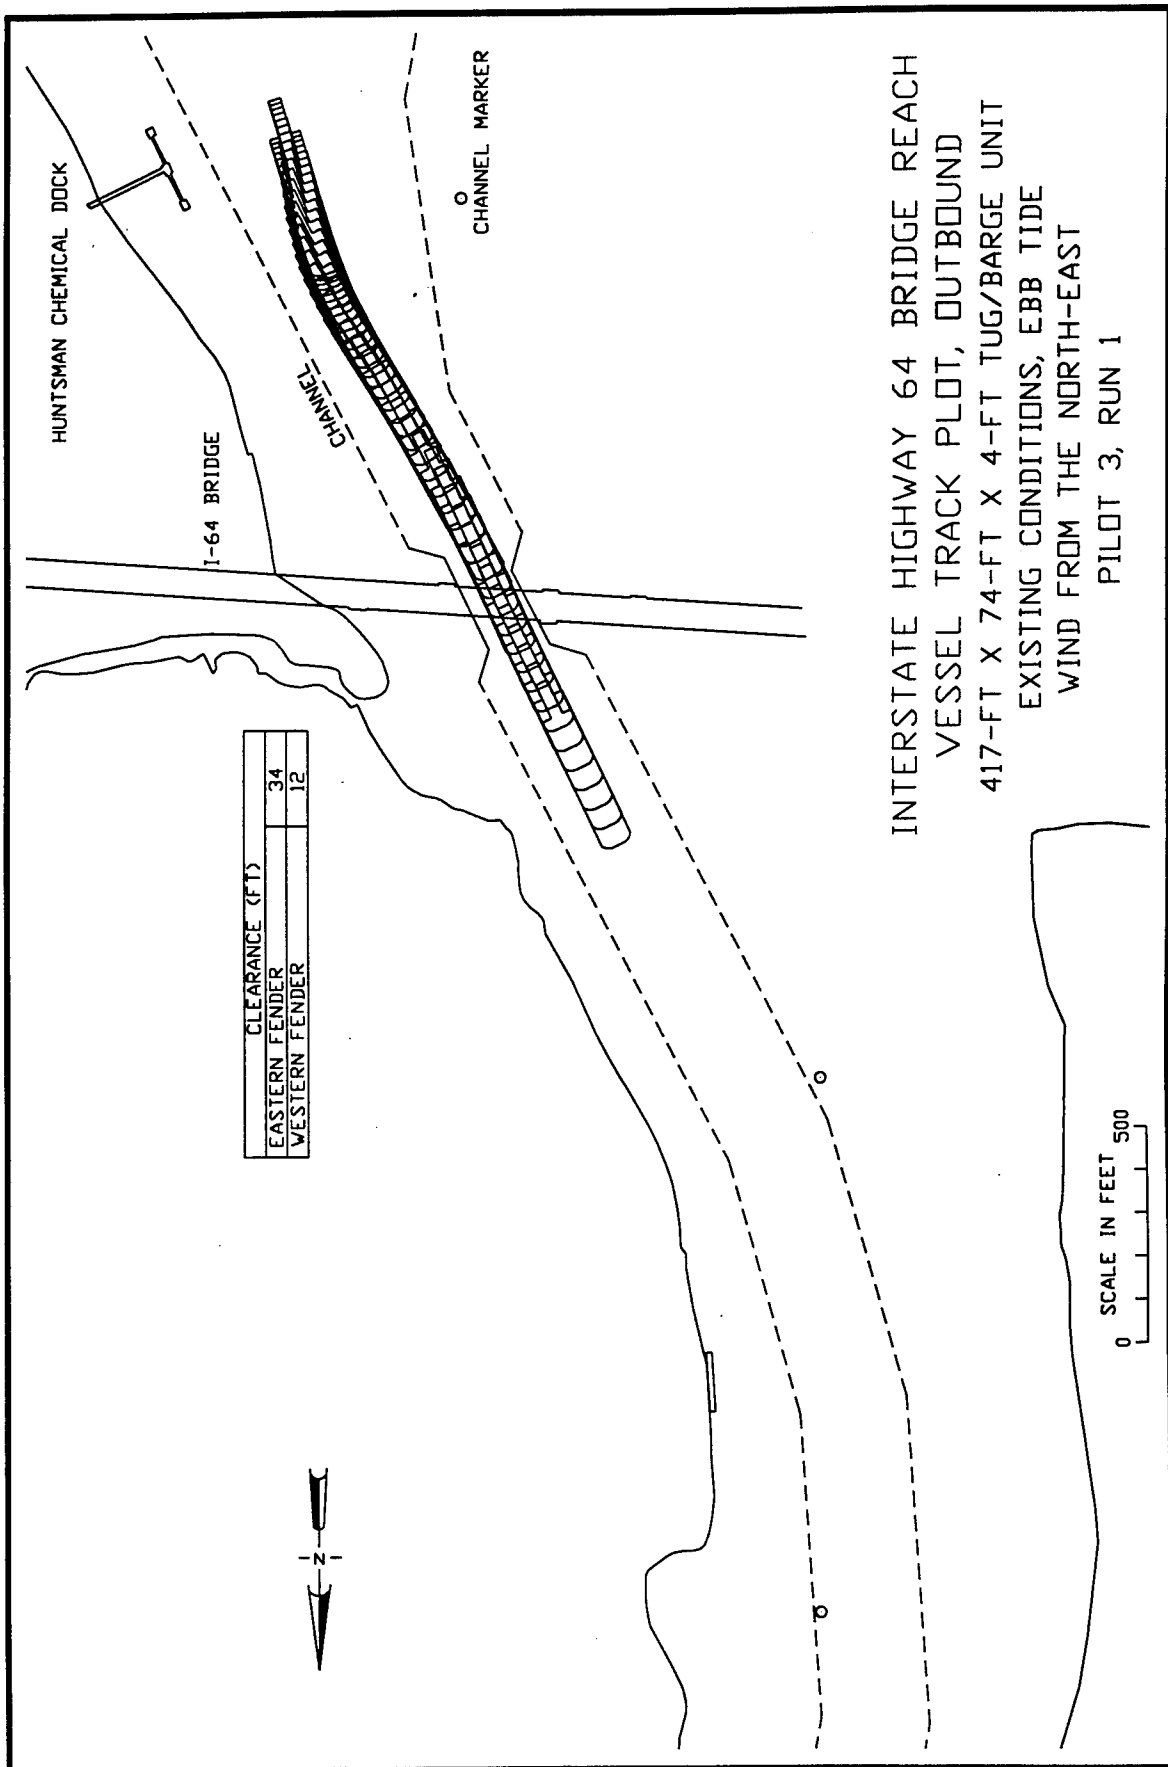 HUNTSMAN CHEMICAL DOCK
I-64 BRIDGE
CHANNEL
CHANNEL MARKER
CLEARANCE (FT)
EASTERN FENDER 34
WESTERN FENDER 12
N
SCALE IN FEET
0 500
INTERSTATE HIGHWAY 64 BRIDGE REACH
VESSEL TRACK PLOT, OUTBOUND
417-FT X 74-FT X 4-FT TUG/BARGE UNIT
EXISTING CONDITIONS, EBB TIDE
WIND FROM THE NORTH-EAST
PILOT 3, RUN 1